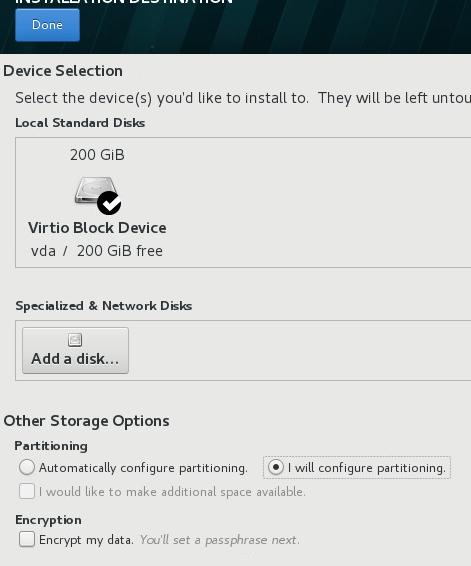 INSTALLATION DESTINATION
Done
Device Selection
Select the device(s) you'd like to install to. They will be left untou
Local Standard Disks
200 GiB
Virtio Block Device
vda / 200 GiB free
Specialized & Network Disks
Add a disk...
Other Storage Options
Partitioning
Automatically configure partitioning. I will configure partitioning.
I would like to make additional space available.
Encryption
Encrypt my data. You'll set a passphrase next.